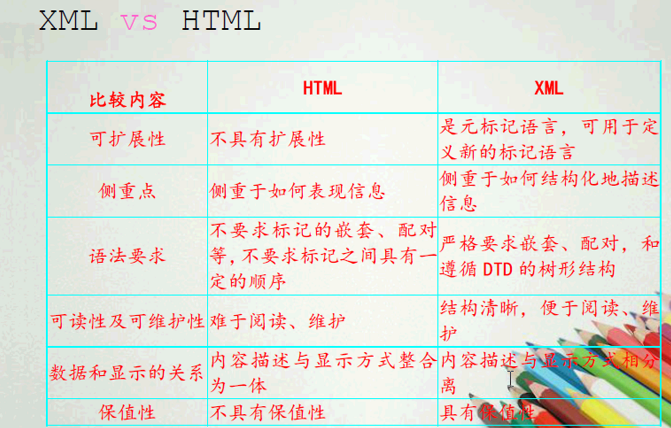 XML vs HTML
比较内容
HTML
XML
可扩展性
不具有扩展性
是元标记语言，可用于定
义新的标记语言
侧重点
侧重于如何表现信息
侧重于如何结构化地描述
信息
语法要求
不要求标记的嵌套、配对
等，不要求标记之间具有一
定的顺序
严格要求嵌套、配对，和
遵循DTD的树形结构
可读性及可维护性
难于阅读、维护
结构清晰，便于阅读、维
护
数据和显示的关系
内容描述与显示方式整合
为一体
内容描述与显示方式相分
离
保值性
不具有保值性
具有保值性